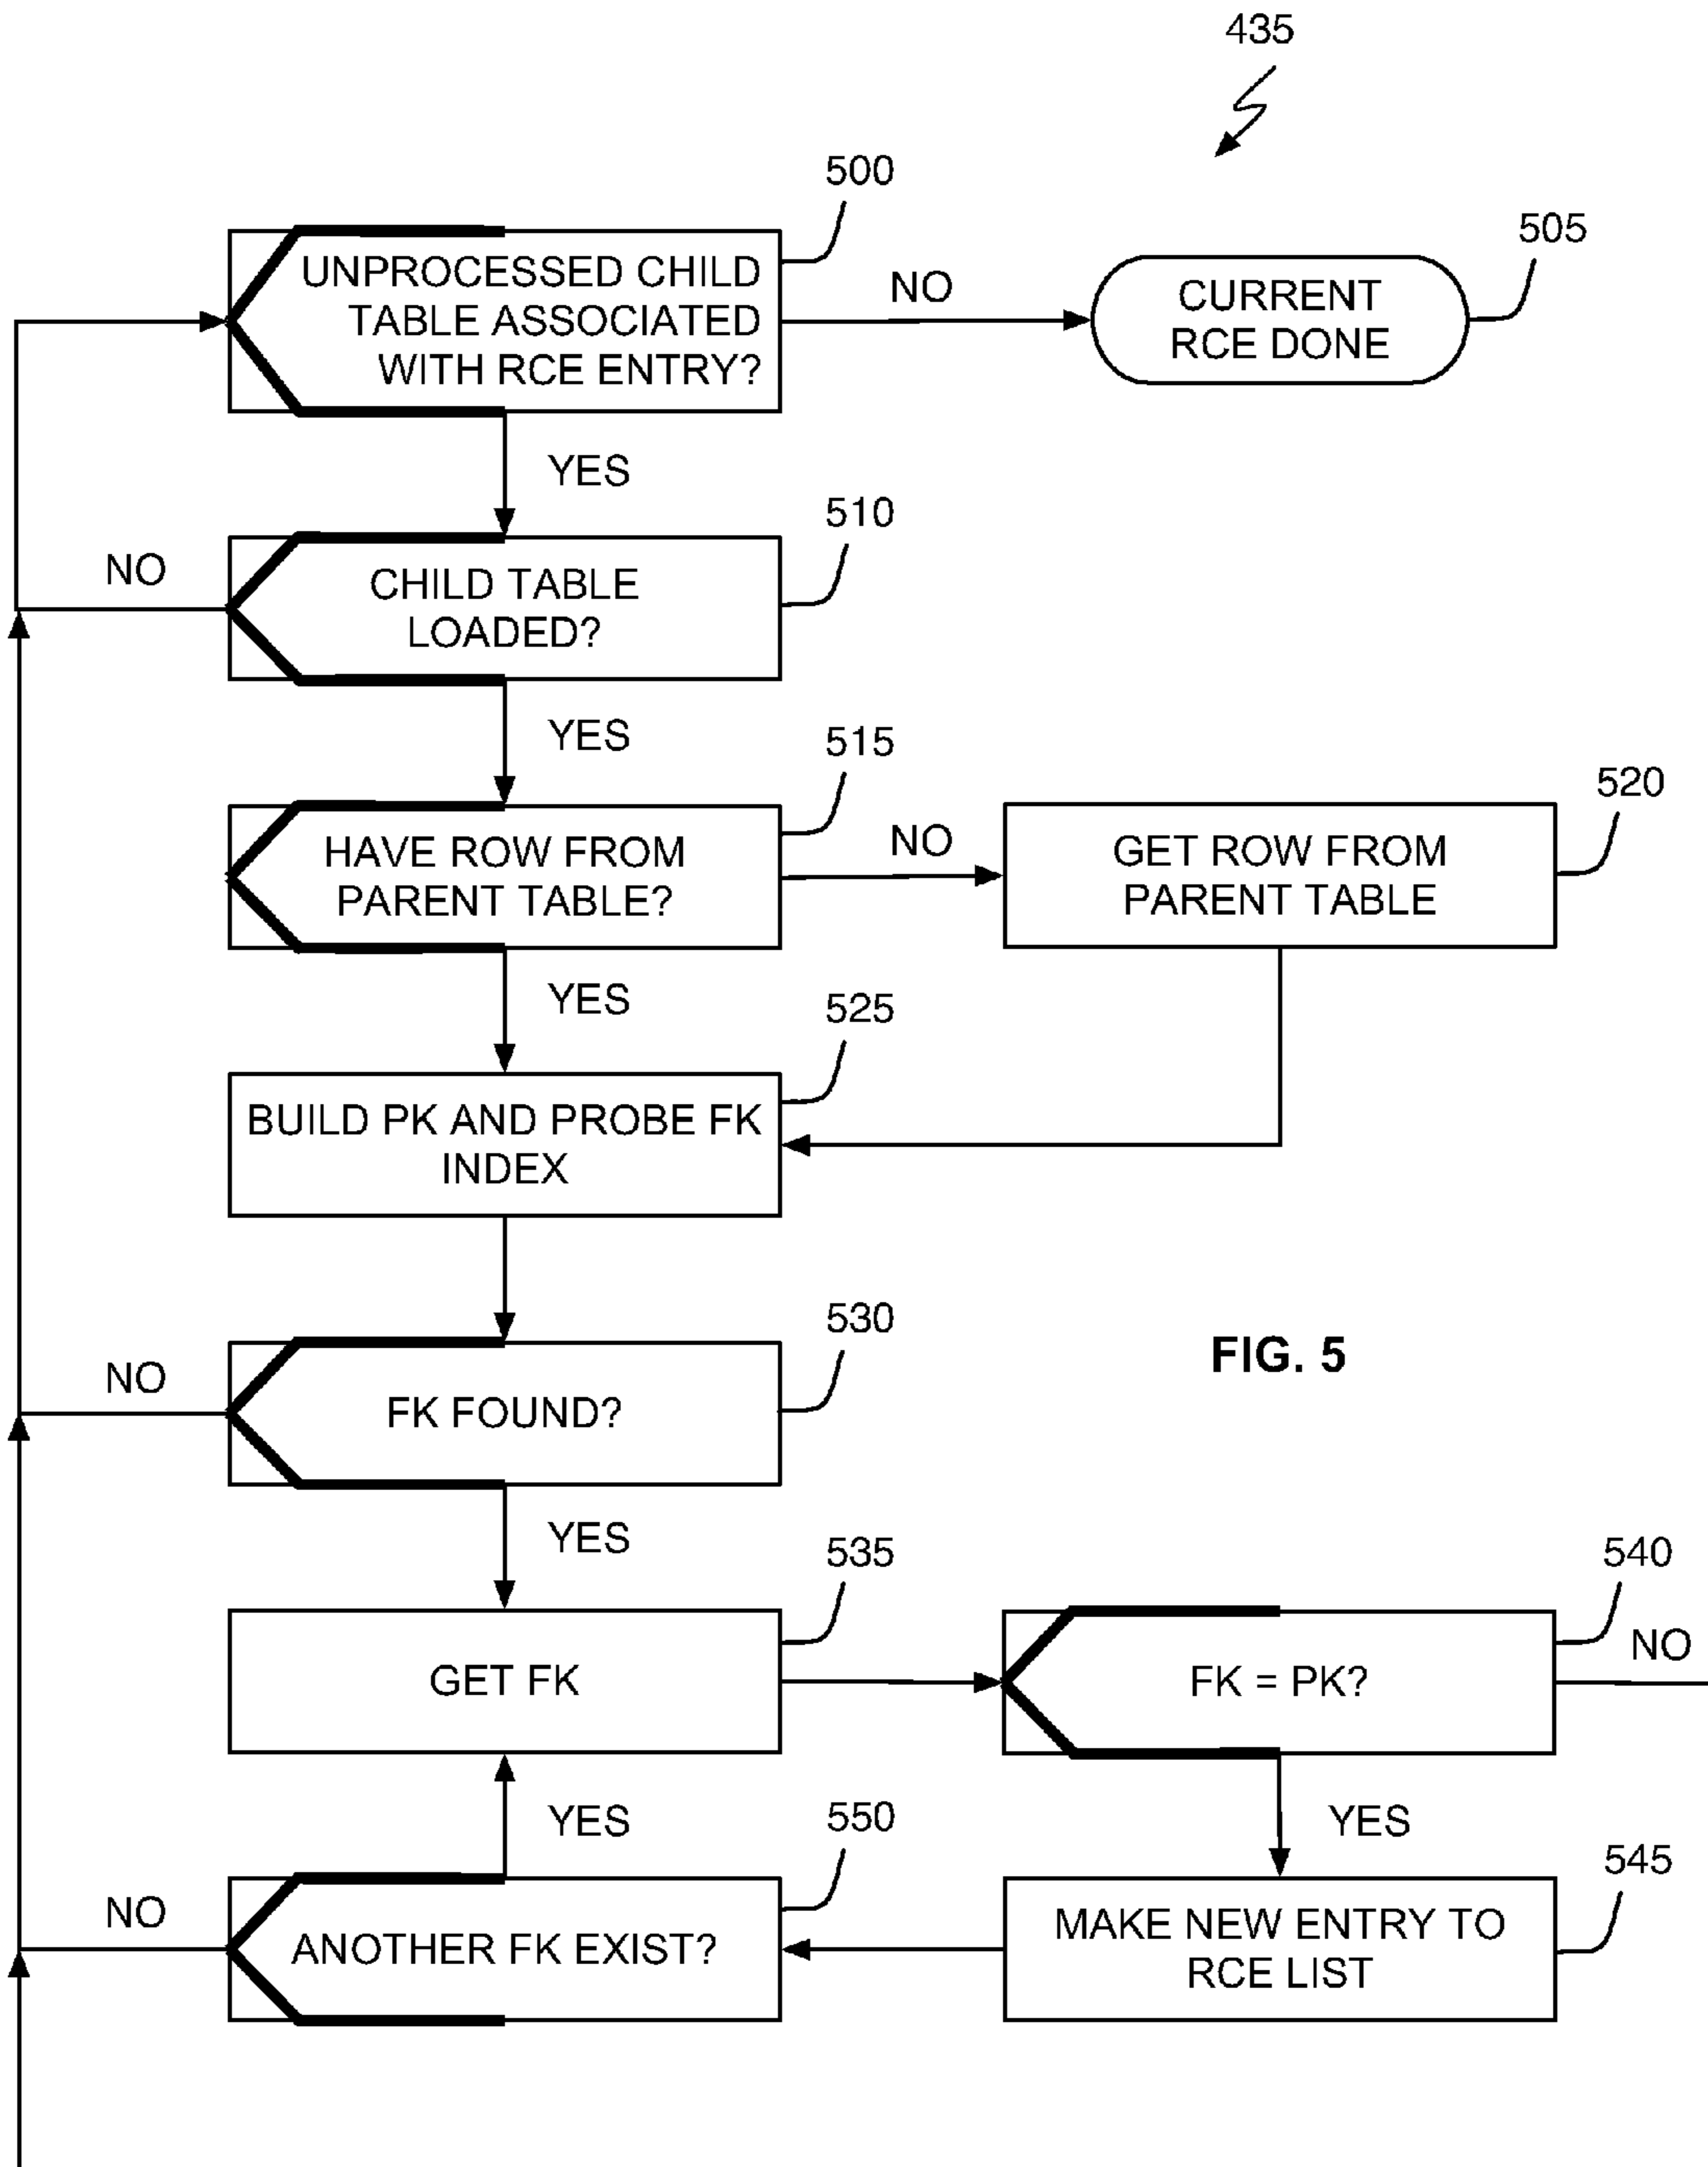 435
500
UNPROCESSED CHILD
TABLE ASSOCIATED
WITH RCE ENTRY?
NO
505
CURRENT
RCE DONE
YES
510
NO
CHILD TABLE
LOADED?
YES
515
HAVE ROW FROM
PARENT TABLE?
NO
520
GET ROW FROM
PARENT TABLE
YES
525
BUILD PK AND PROBE FK
INDEX
530
NO
FK FOUND?
FIG. 5
YES
535
GET FK
540
FK = PK?
NO
YES
550
YES
545
NO
ANOTHER FK EXIST?
MAKE NEW ENTRY TO
RCE LIST